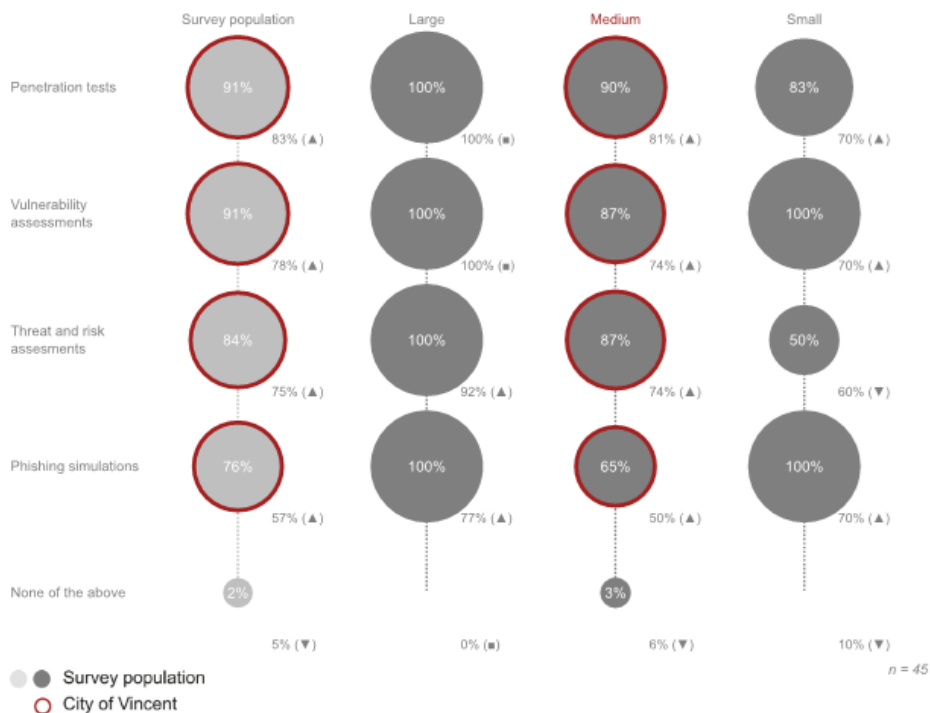 Survey population Large Medium Small
Penetration tests 91% 100% 90% 83%
83% (▲) 100% (■) 81% (▲) 70% (▲)
Vulnerability
assessments 91% 100% 87% 100%
78% (▲) 100% (■) 74% (▲) 70% (▲)
Threat and risk
assesments 84% 100% 87% 50%
75% (▲) 92% (▲) 74% (▲) 60% (▼)
Phishing simulations 76% 100% 65% 100%
57% (▲) 77% (▲) 50% (▲) 70% (▲)
None of the above 2% 3%
5% (▼) 0% (■) 6% (▼) 10% (▼)
n = 45
Survey population
City of Vincent